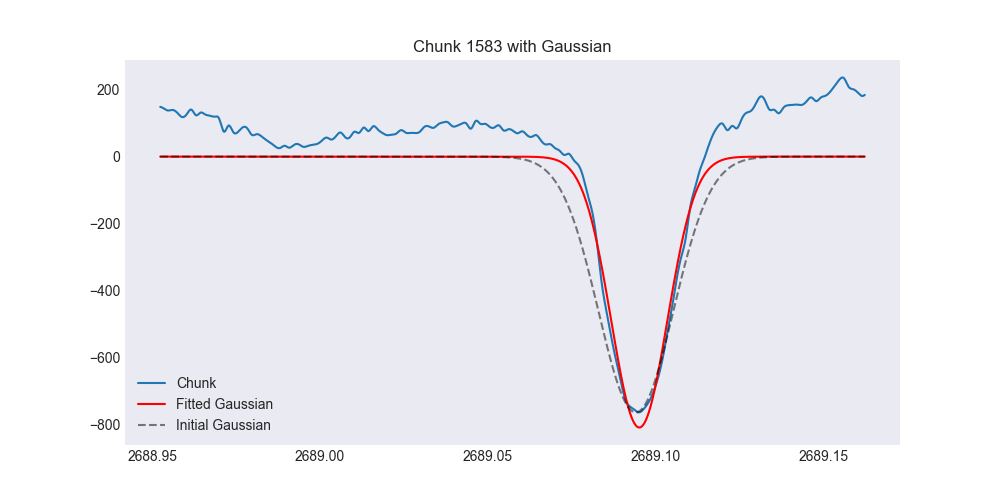 Chunk 1583 with Gaussian
200
0
−200
−400
−600
−800
Chunk
Fitted Gaussian
Initial Gaussian
2688.95 2689.00 2689.05 2689.10 2689.15